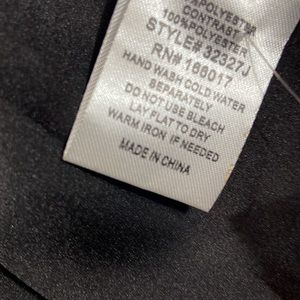 POLYESTER
CONTRAST
100%POLYESTER
STYLE# 32327J
RN# 166017
HAND WASH COLD WATER
SEPARATELY
DO NOT USE BLEACH
LAY FLAT TO DRY
WARM IRON IF NEEDED
MADE IN CHINA